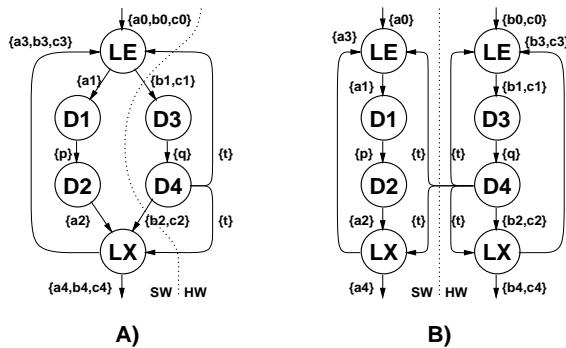 {a0,b0,c0}
{a3,b3,c3}
LE
{a1}
{b1,c1}
D1
D3
{p}
{q}
{t}
D2
D4
{a2}
{b2,c2}
{t}
LX
{a4,b4,c4}
SW
HW
A)
{a0}
{a3}
LE
{a1}
D1
{p}
{t}
D2
{a2}
{t}
LX
{a4}
SW
HW
{b0,c0}
{b3,c3}
LE
{b1,c1}
D3
{t}
{q}
D4
{t}
{b2,c2}
LX
{b4,c4}
B)